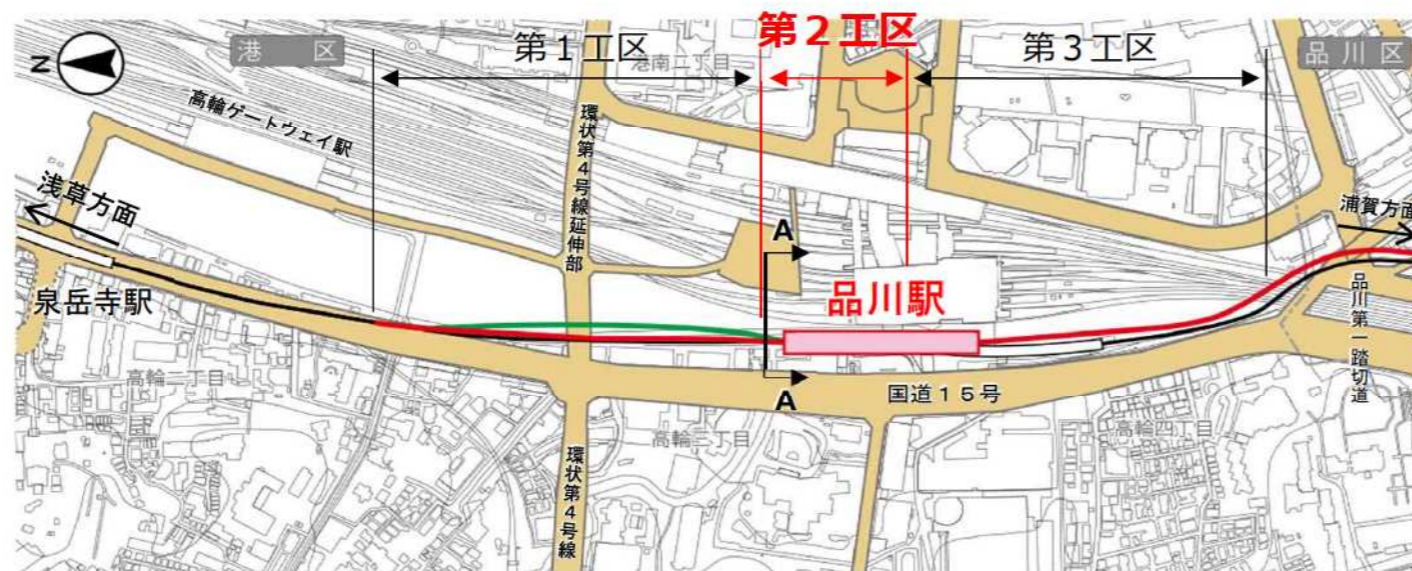 第２工区
第１工区
第３工区
港　区
品川区
港南二丁目
N
高輪ゲートウェイ駅
環状第４号線延伸部
浅草方面
浦賀方面
A
品川駅
泉岳寺駅
品川第一踏切道
A
国道１５号
高輪二丁目
高輪三丁目
高輪四丁目
環状第４号線